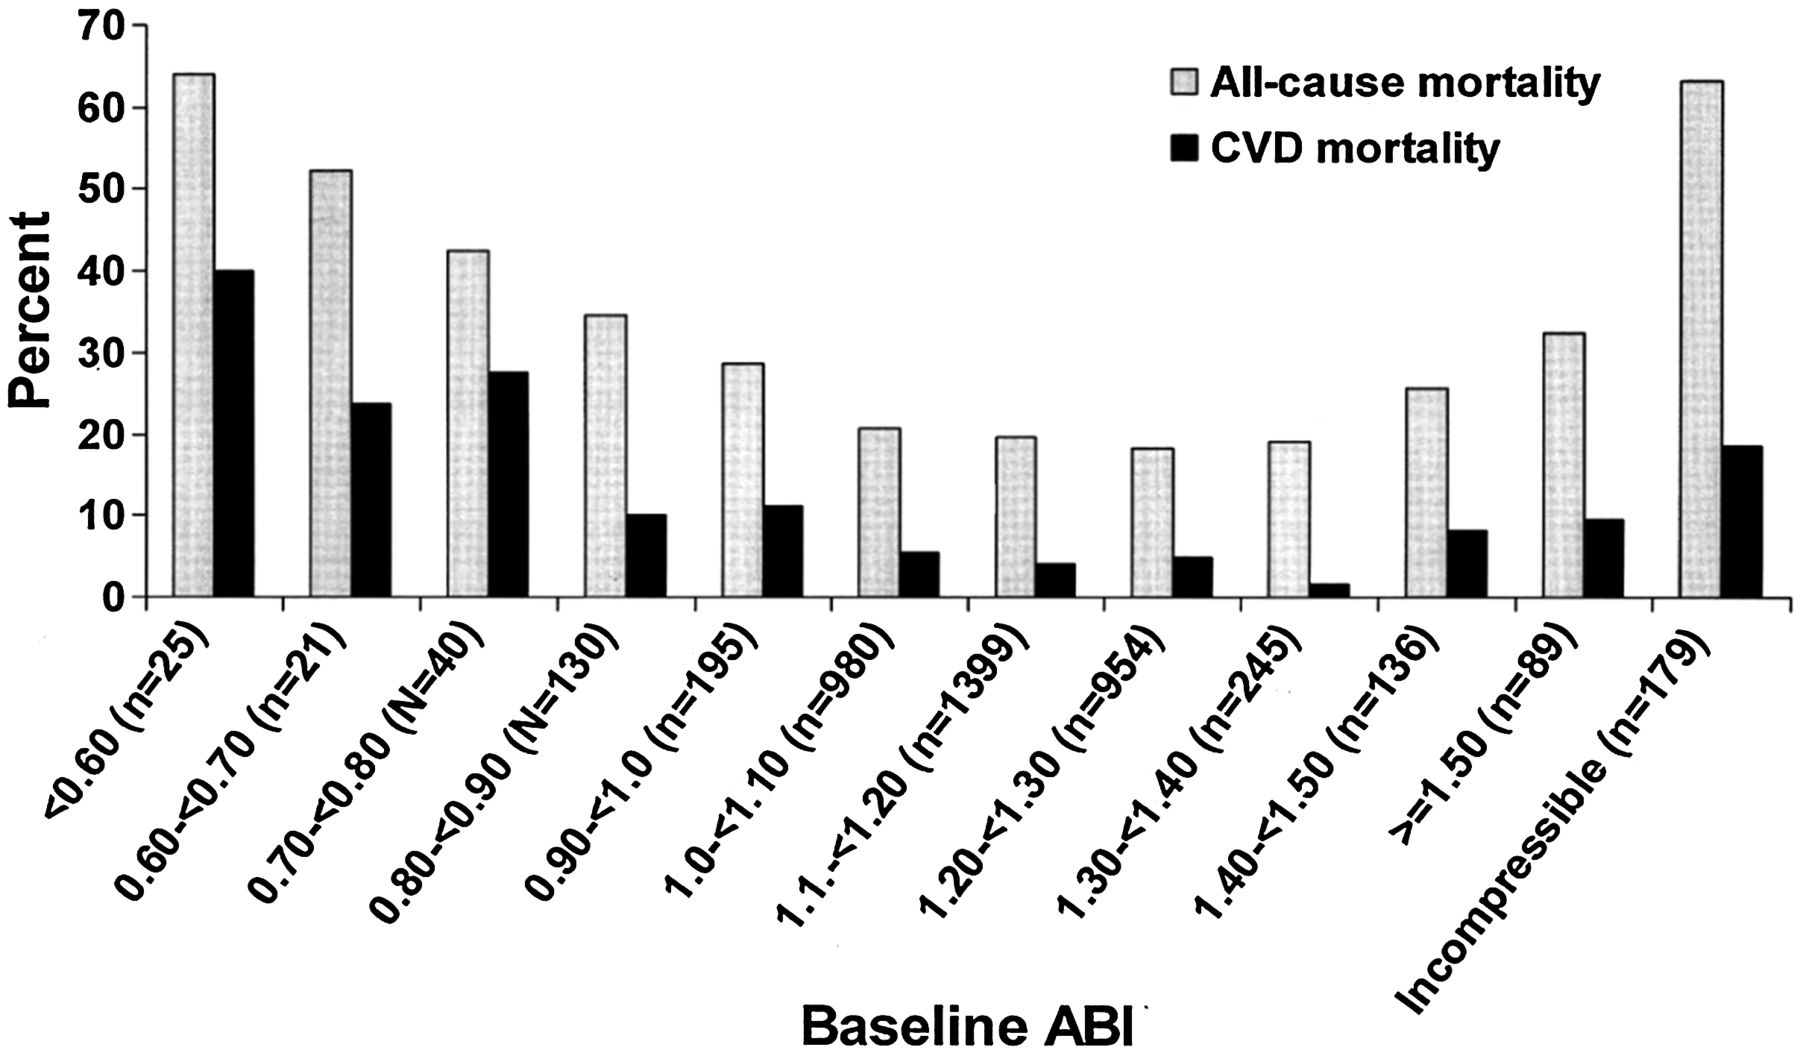 70
60
50
40
30
20
10
0
Percent
All-cause mortality
CVD mortality
<0.60 (n=25)
0.60-<0.70 (n=21)
0.70-<0.80 (N=40)
0.80-<0.90 (N=130)
0.90-<1.0 (n=195)
1.0-<1.10 (n=980)
1.1.-<1.20 (n=1399)
1.20-<1.30 (n=954)
1.30-<1.40 (n=245)
1.40-<1.50 (n=136)
>=1.50 (n=89)
Incompressible (n=179)
Baseline ABI